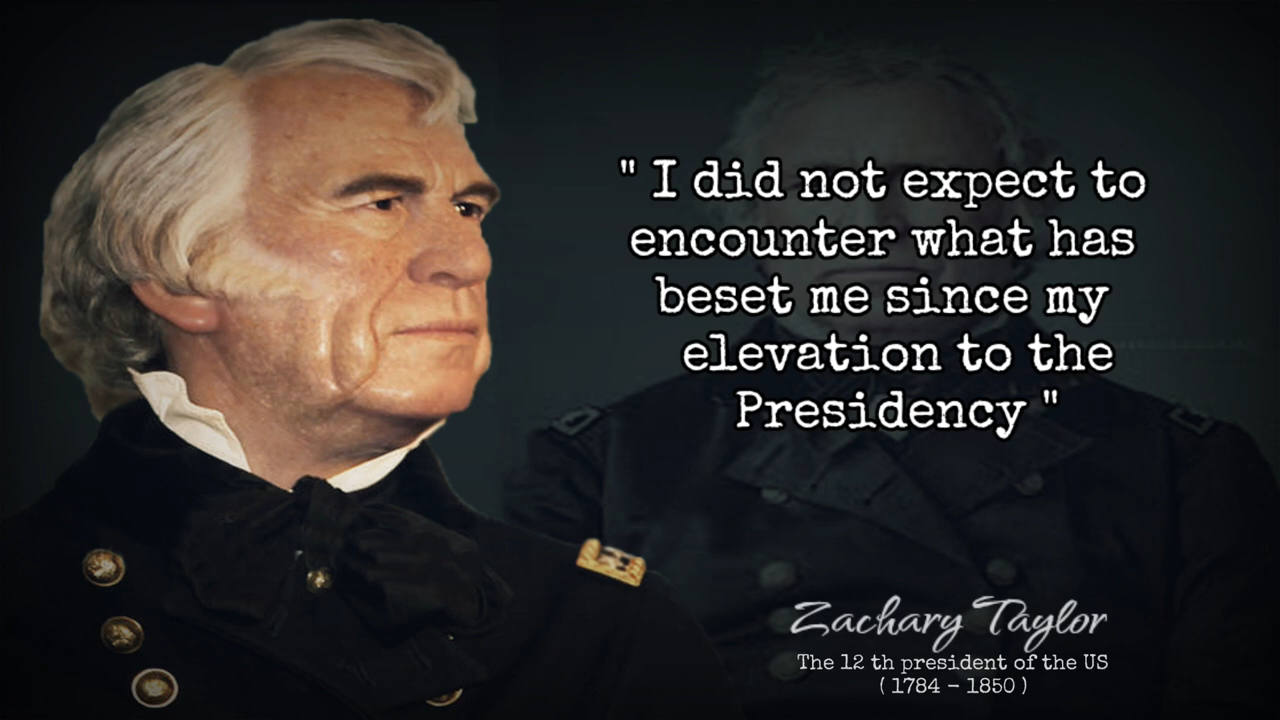 " I did not expect to
encounter what has
beset me since my
elevation to the
Presidency "
Zachary Taylor
The 12 th president of the US
( 1784 - 1850 )